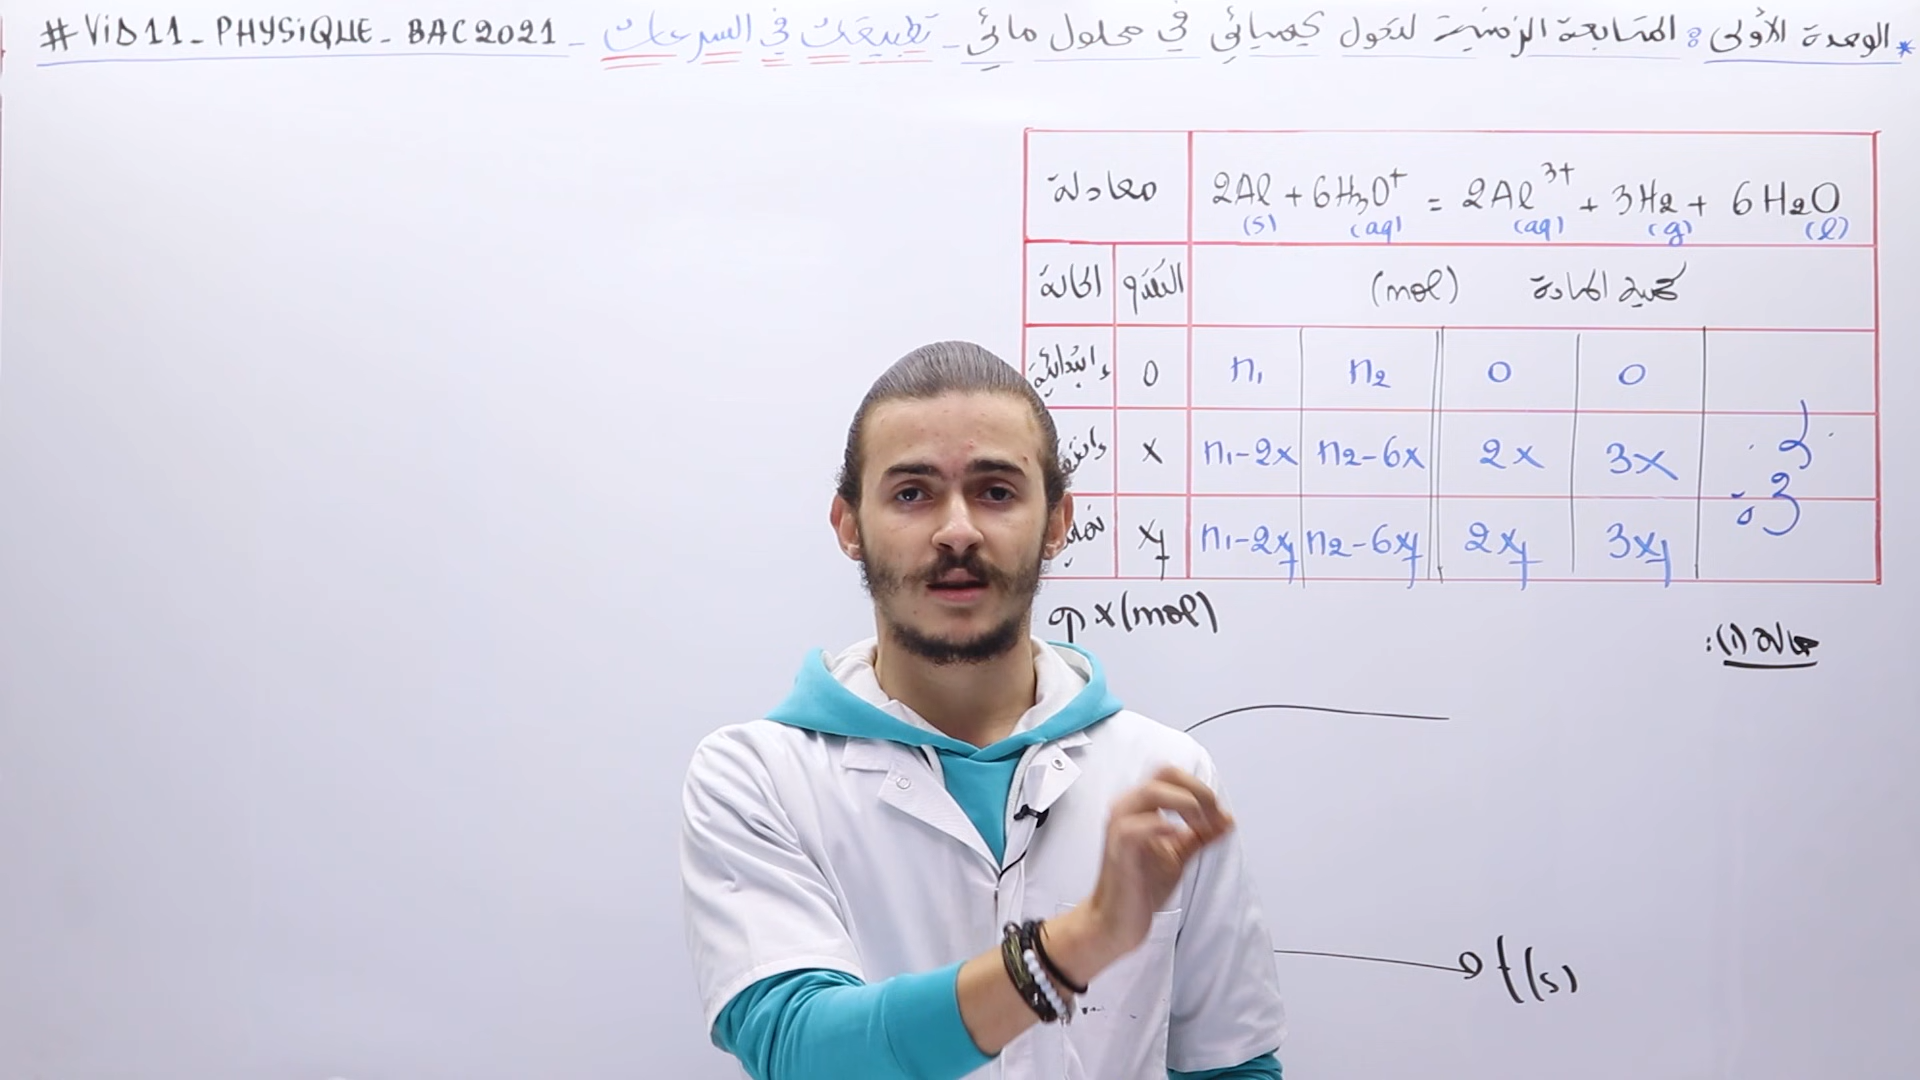 * الوحدة الأولى : المتابعة الزمنية لتحول كيميائي في محلول مائي - تطبيقات في السرعات - #ViD11_PHYSiQUE_BAC2021
معادلة 2Al(s) + 6H₃O⁺(aq) = 2Al³⁺(aq) + 3H₂(g) + 6H₂O(l)
الحالة التقدم كمية المادة (mol)
إبتدائية 0 n₁ n₂ 0 0
x n₁-2x n₂-6x 2x 3x
xf n₁-2xf n₂-6xf 2xf 3xf
x(mol)
حالة (1):
t(s)